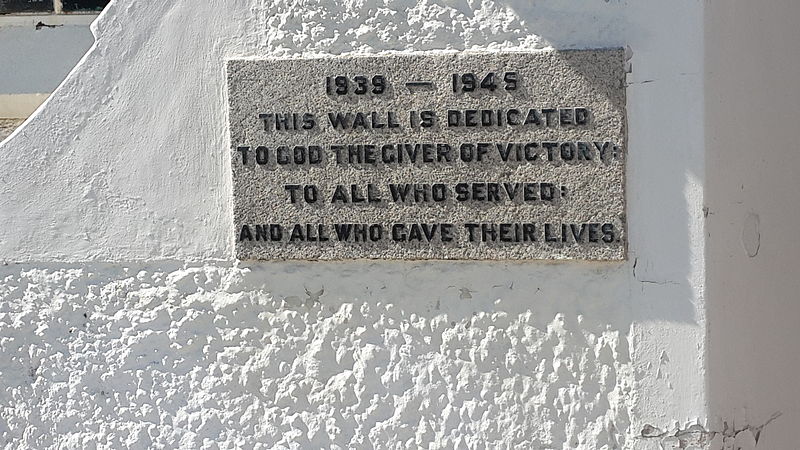 1939 — 1945
THIS WALL IS DEDICATED
TO GOD THE GIVER OF VICTORY:
TO ALL WHO SERVED:
AND ALL WHO GAVE THEIR LIVES.